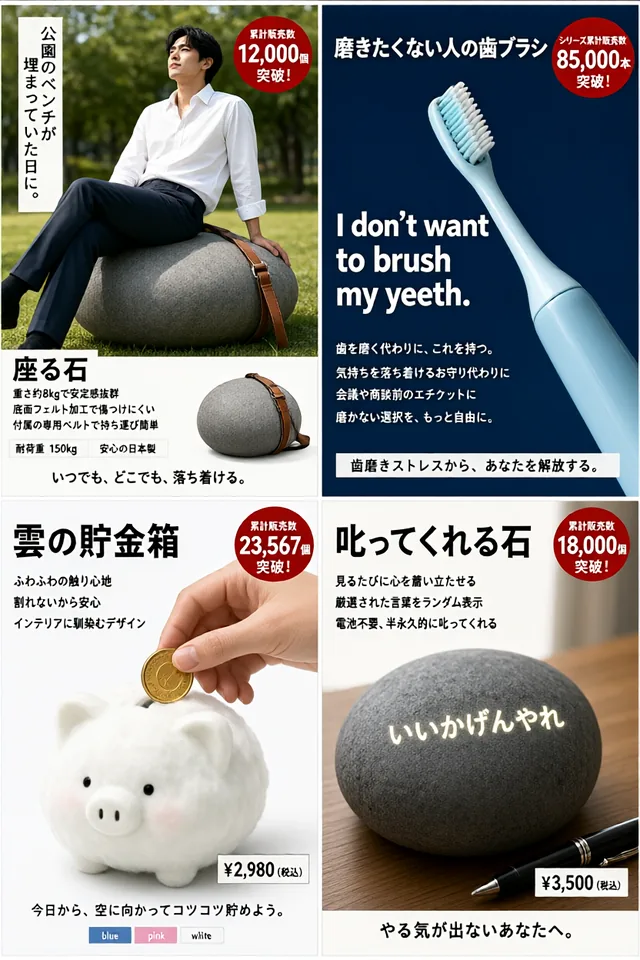 公園のベンチが
埋まっていた日に。
累計販売数
12,000個
突破！
座る石
重さ約8kgで安定感抜群
底面フェルト加工で傷つけにくい
付属の専用ベルトで持ち運び簡単
耐荷重 150kg
安心の日本製
いつでも、どこでも、落ち着ける。
磨きたくない人の歯ブラシ
シリーズ累計販売数
85,000本
突破！
I don't want
to brush
my yeeth.
歯を磨く代わりに、これを持つ。
気持ちを落ち着けるお守り代わりに
会議や商談前のエチケットに
磨かない選択を、もっと自由に。
歯磨きストレスから、あなたを解放する。
雲の貯金箱
累計販売数
23,567個
突破！
ふわふわの触り心地
割れないから安心
インテリアに馴染むデザイン
¥2,980(税込)
今日から、空に向かってコツコツ貯めよう。
blue
pink
white
叱ってくれる石
累計販売数
18,000個
突破！
見るたびに心を奮い立たせる
厳選された言葉をランダム表示
電池不要、半永久的に叱ってくれる
いいかげんやれ
¥3,500(税込)
やる気が出ないあなたへ。